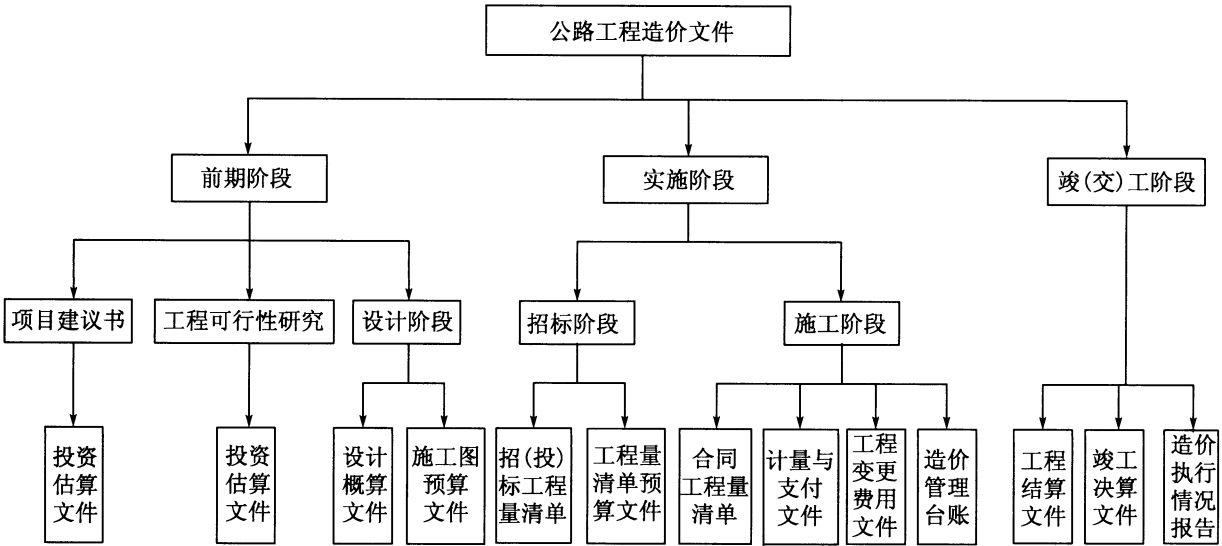 公路工程造价文件
前期阶段
实施阶段
竣(交)工阶段
项目建议书
工程可行性研究
设计阶段
招标阶段
施工阶段
投资
估算
文件
投资
估算
文件
设计
概算
文件
施工图
预算
文件
招(投)
标工程
量清单
工程量
清单预
算文件
合同
工程量
清单
计量与
支付
文件
工程
变更
费用
文件
造价
管理
台账
工程
结算
文件
竣工
决算
文件
造价
执行
情况
报告